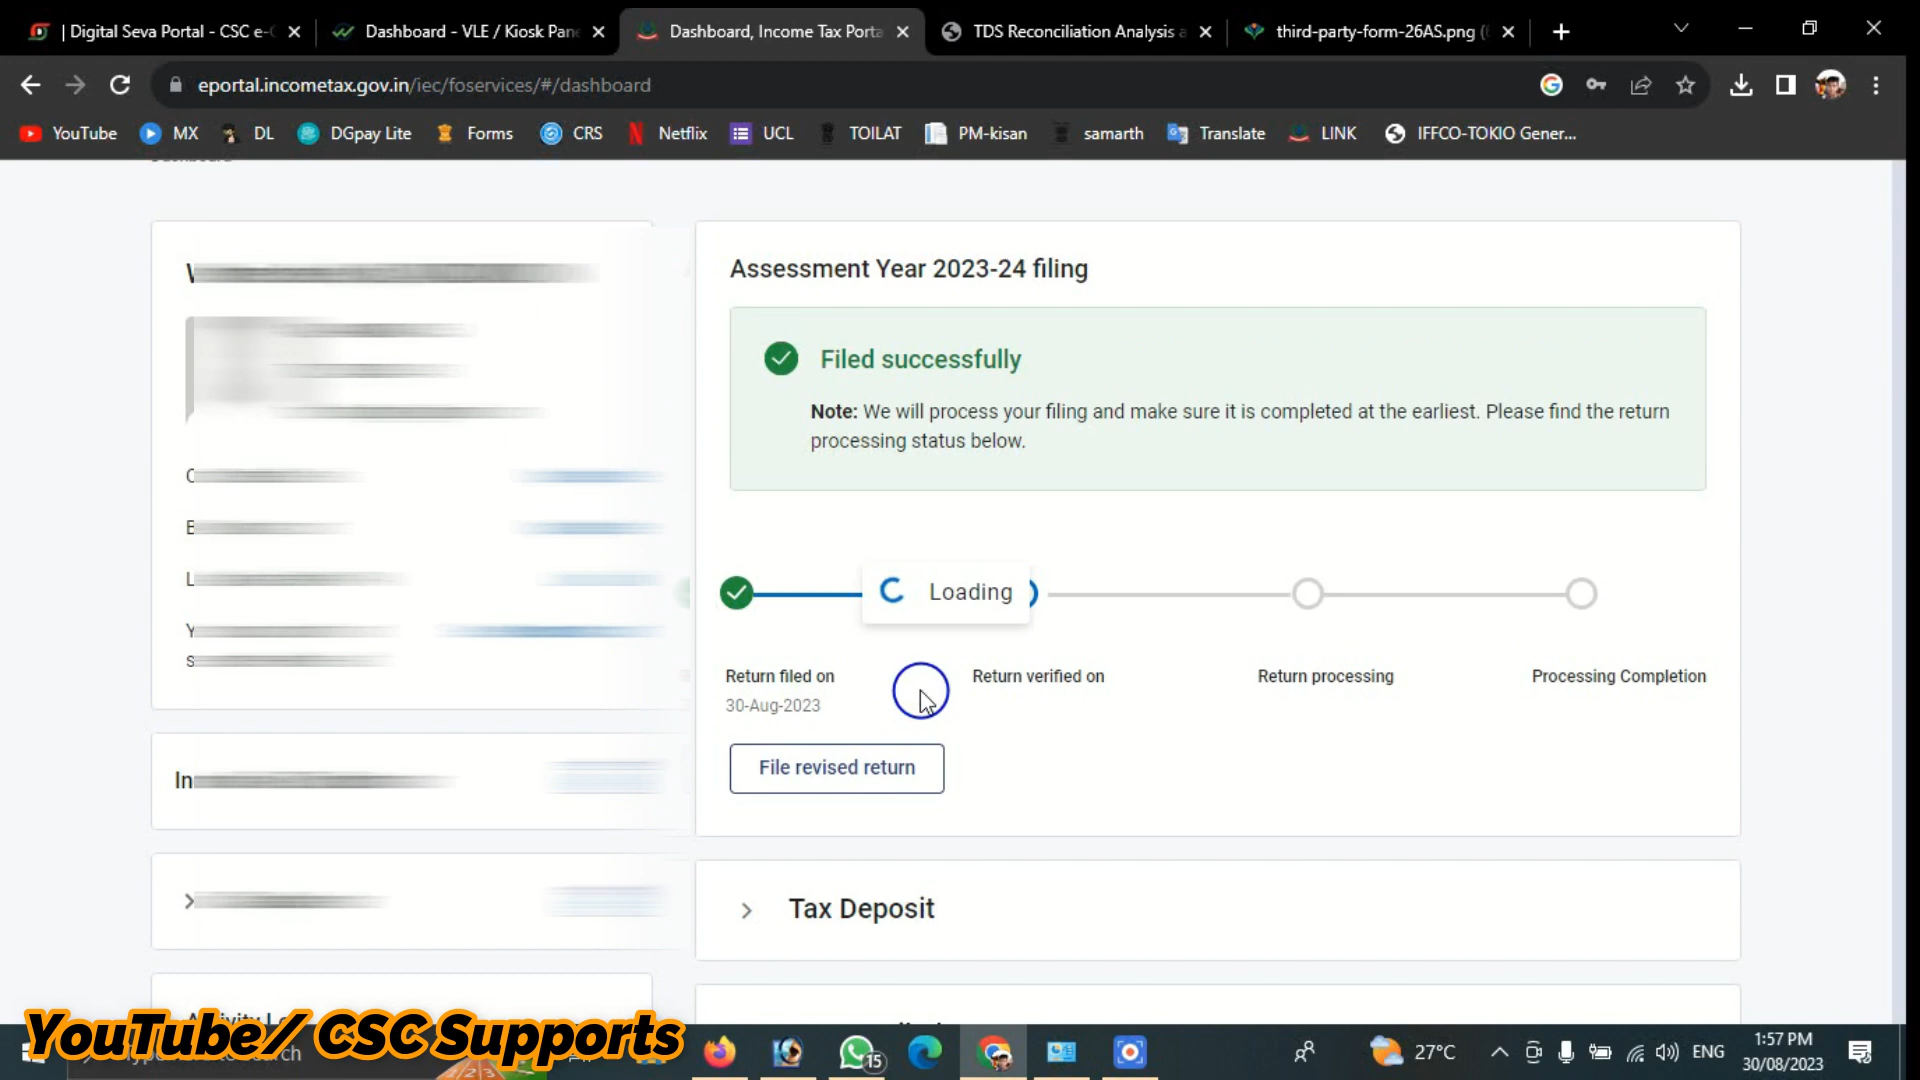 | Digital Seva Portal - CSC e-G
Dashboard - VLE / Kiosk Pane
Dashboard, Income Tax Porta
TDS Reconciliation Analysis a
third-party-form-26AS.png (
eportal.incometax.gov.in/iec/foservices/#/dashboard
YouTube
MX
DL
DGpay Lite
Forms
CRS
Netflix
UCL
TOILAT
PM-kisan
samarth
Translate
LINK
IFFCO-TOKIO Gener...
Assessment Year 2023-24 filing
Filed successfully
Note: We will process your filing and make sure it is completed at the earliest. Please find the return
processing status below.
Loading
Return filed on
30-Aug-2023
Return verified on
Return processing
Processing Completion
File revised return
In
Tax Deposit
YouTube/ CSC Supports
15
27°C
ENG
1:57 PM
30/08/2023